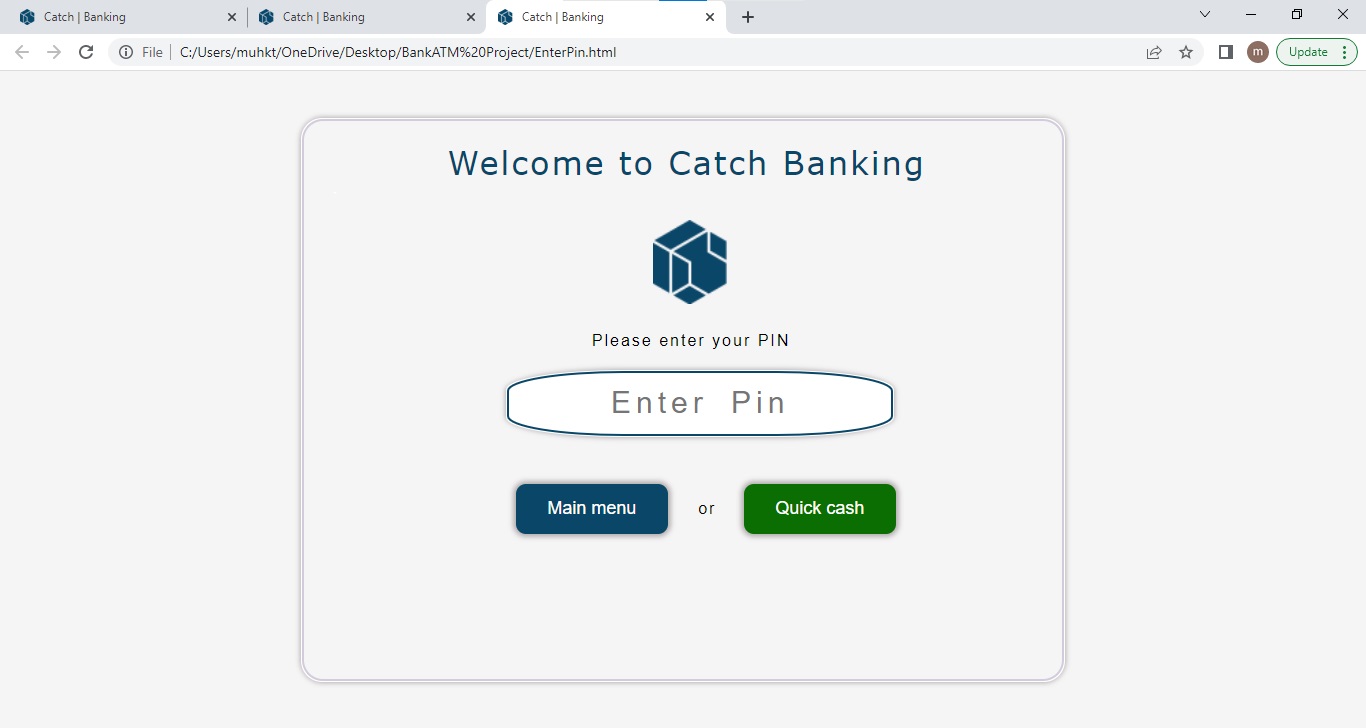 Catch | Banking
Catch | Banking
Catch | Banking
File C:/Users/muhkt/OneDrive/Desktop/BankATM%20Project/EnterPin.html
m
Update
Welcome to Catch Banking
Please enter your PIN
Enter Pin
Main menu or Quick cash